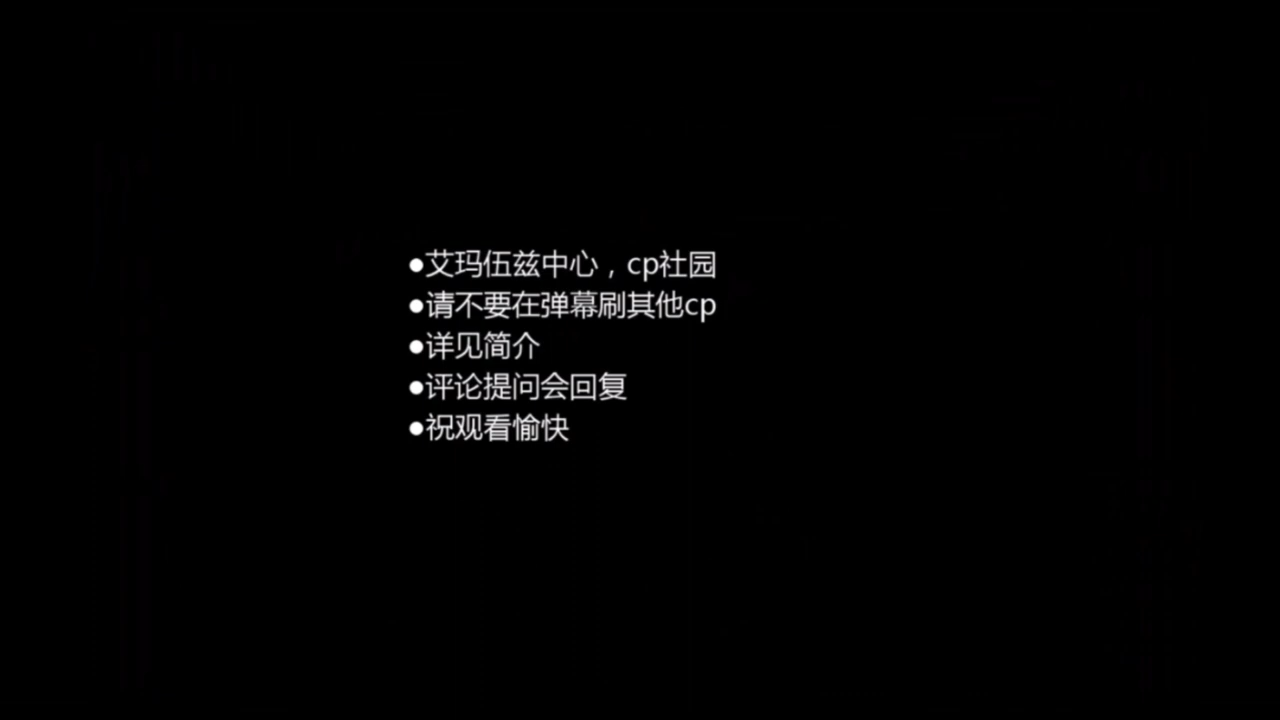 ●艾玛伍兹中心，cp社园
●请不要在弹幕刷其他cp
●详见简介
●评论提问会回复
●祝观看愉快